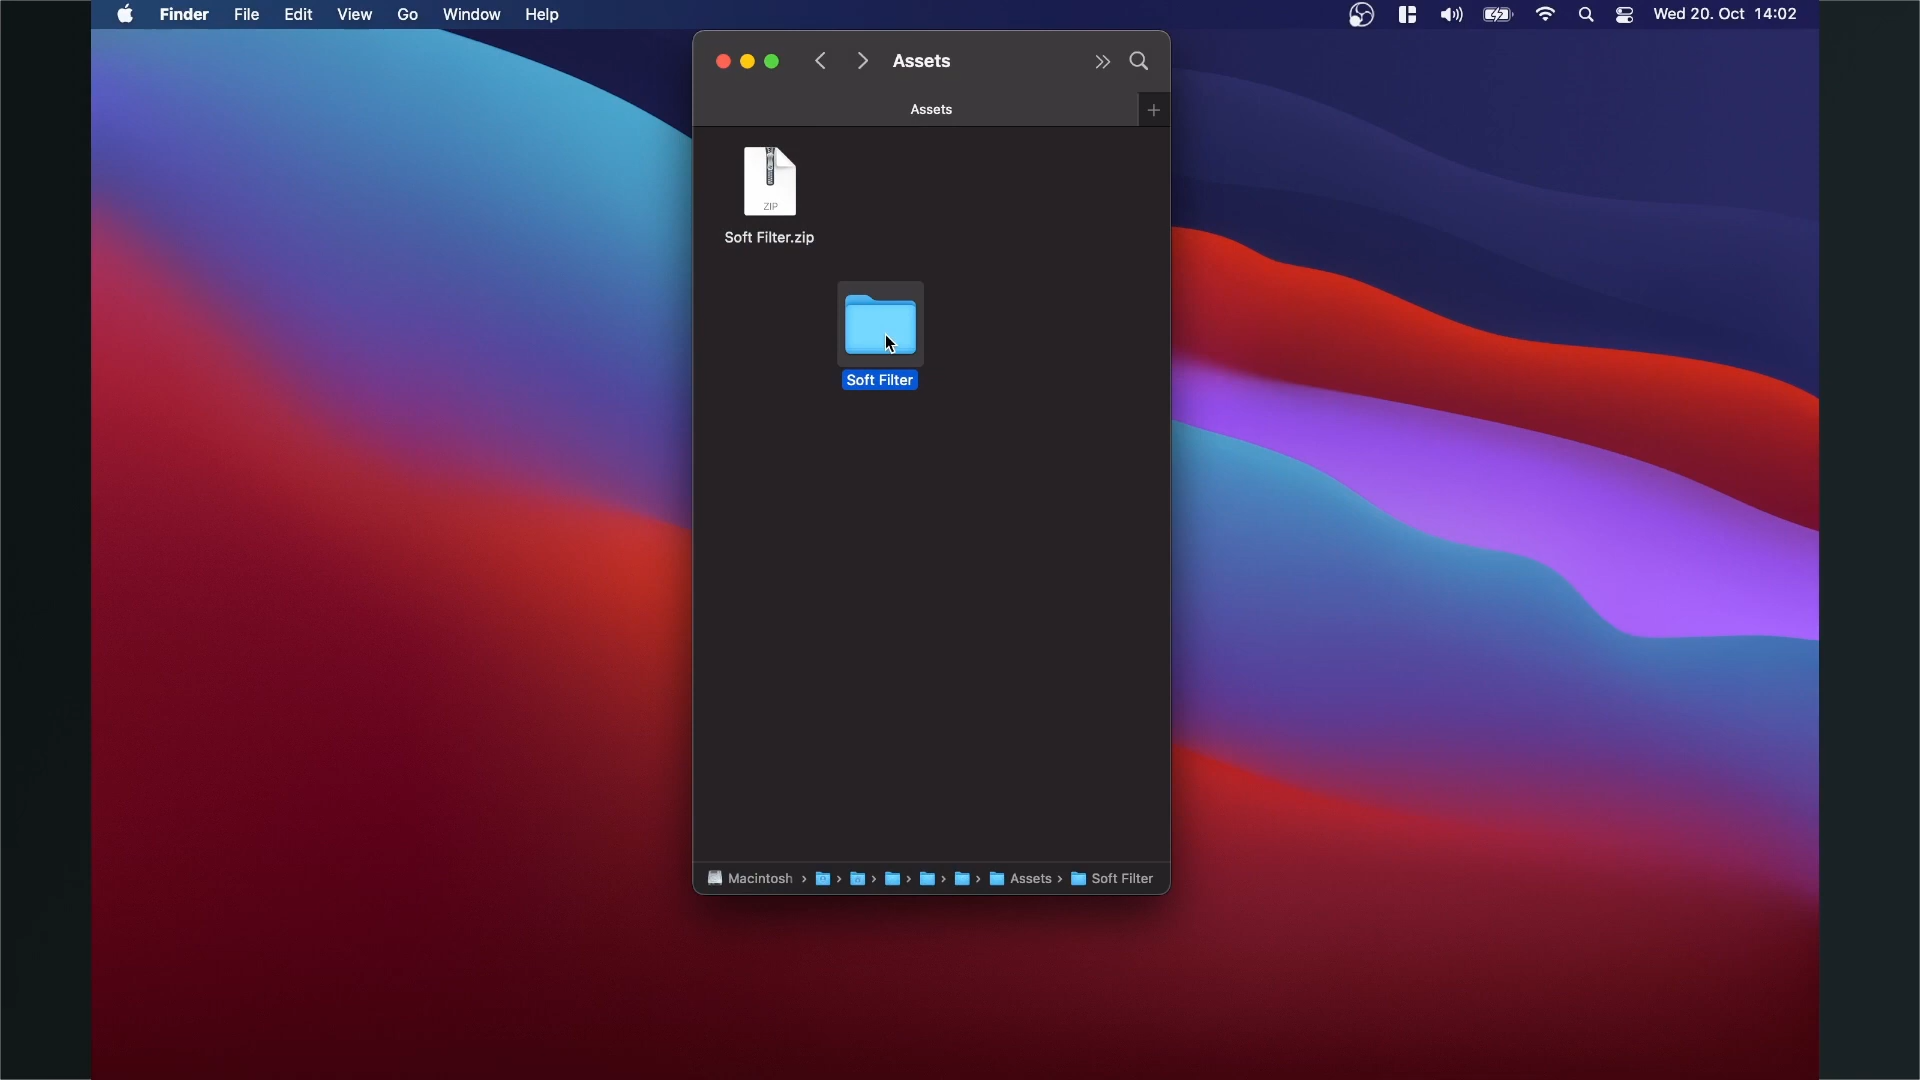 Finder File Edit View Go Window Help Wed 20. Oct 14:02
Assets
Assets
ZIP
Soft Filter.zip
Soft Filter
Macintosh Assets Soft Filter